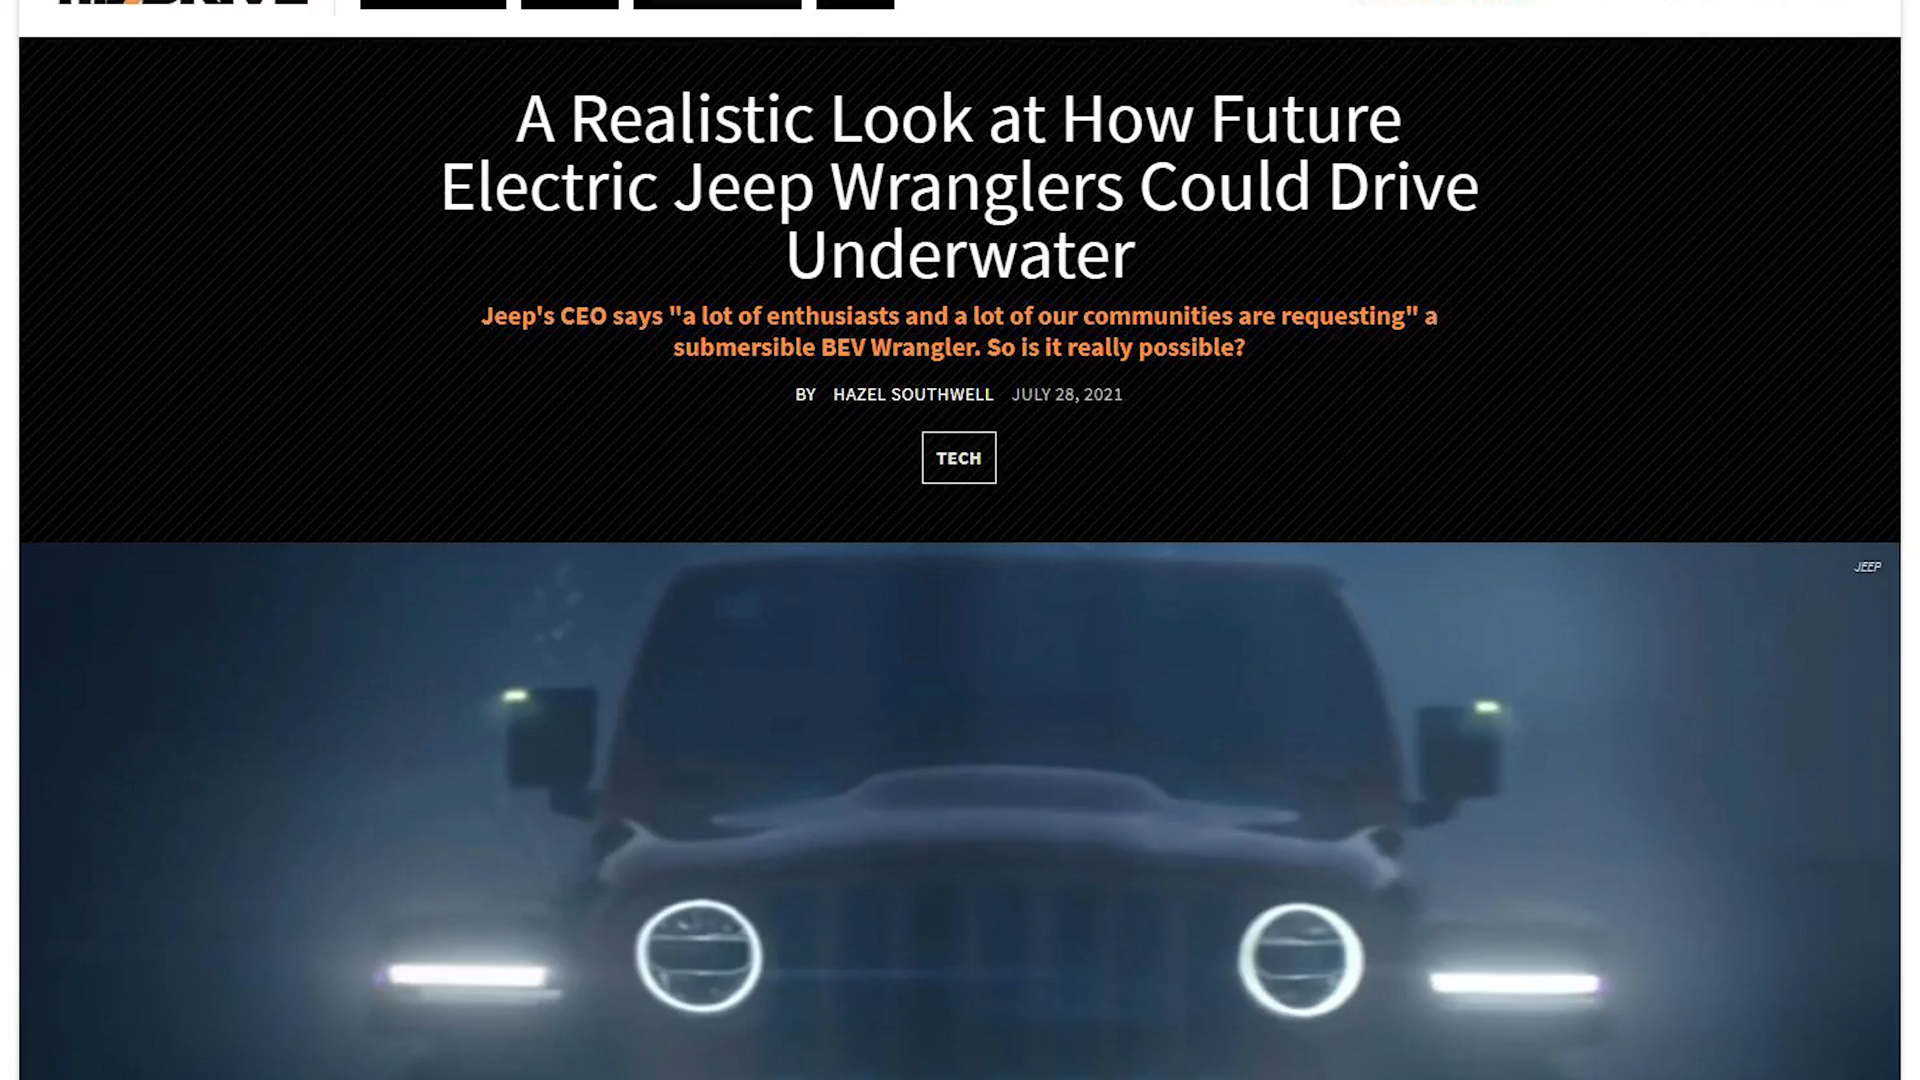 A Realistic Look at How Future
Electric Jeep Wranglers Could Drive
Underwater
Jeep's CEO says "a lot of enthusiasts and a lot of our communities are requesting" a
submersible BEV Wrangler. So is it really possible?
BY HAZEL SOUTHWELL JULY 28, 2021
TECH
JEEP